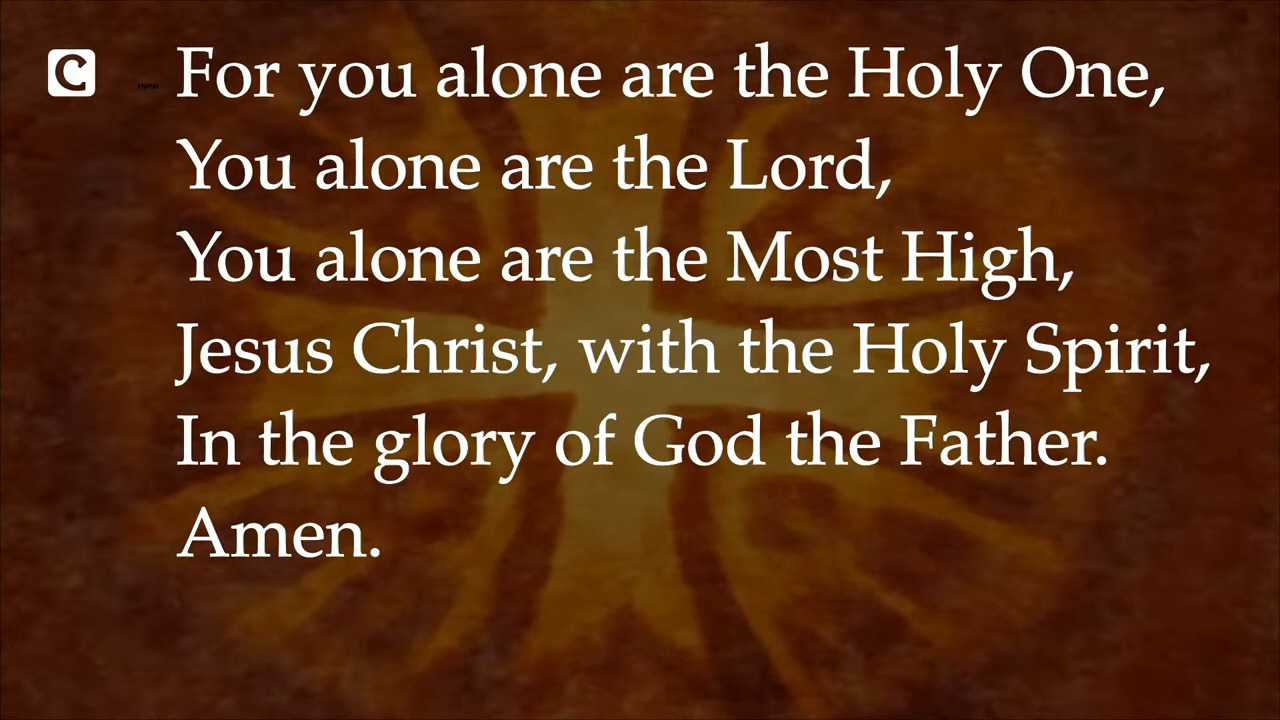 C Hymn For you alone are the Holy One,
You alone are the Lord,
You alone are the Most High,
Jesus Christ, with the Holy Spirit,
In the glory of God the Father.
Amen.